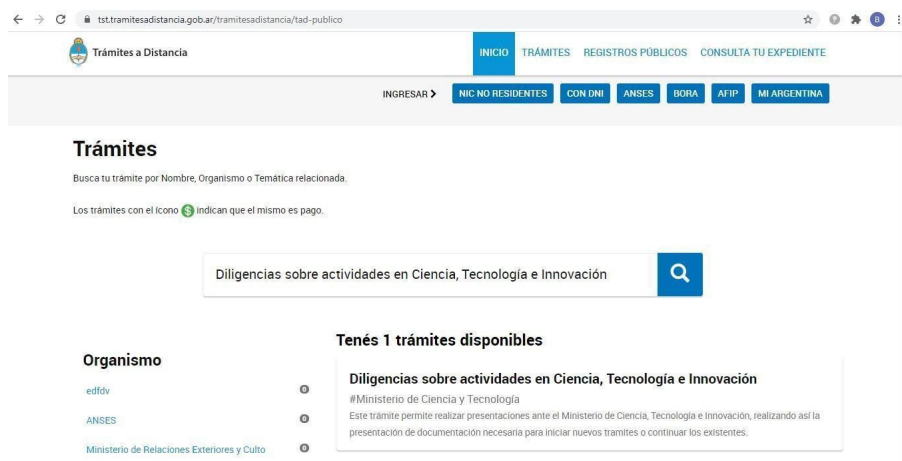 tst.tramitesadistancia.gob.ar/tramitesadistancia/tad-publico
B
Trámites a Distancia
INICIO TRÁMITES REGISTROS PÚBLICOS CONSULTA TU EXPEDIENTE
INGRESAR NIC NO RESIDENTES CON DNI ANSES BORA AFIP MI ARGENTINA
Trámites
Busca tu trámite por Nombre, Organismo o Temática relacionada.
Los trámites con el ícono $ indican que el mismo es pago.
Diligencias sobre actividades en Ciencia, Tecnología e Innovación
Tenés 1 trámites disponibles
Organismo
edfdv 0
ANSES 0
Ministerio de Relaciones Exteriores y Culto 0
Diligencias sobre actividades en Ciencia, Tecnología e Innovación
#Ministerio de Ciencia y Tecnología
Este trámite permite realizar presentaciones ante el Ministerio de Ciencia, Tecnología e Innovación, realizando así la
presentación de documentación necesaria para iniciar nuevos tramites o continuar los existentes.